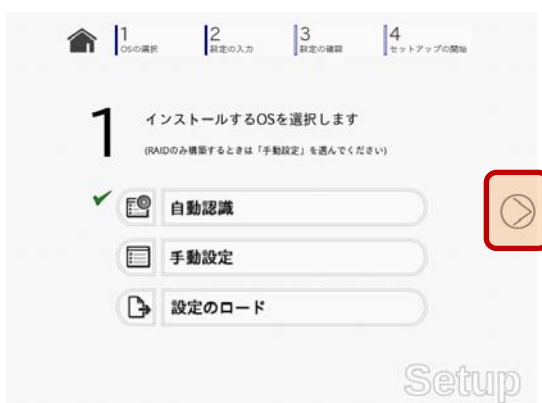 1
OSの選択
2
設定の入力
3
設定の確認
4
セットアップの開始
1
インストールするOSを選択します
(RAIDのみ構築するときは「手動設定」を選んでください)
自動認識
手動設定
設定のロード
Setup